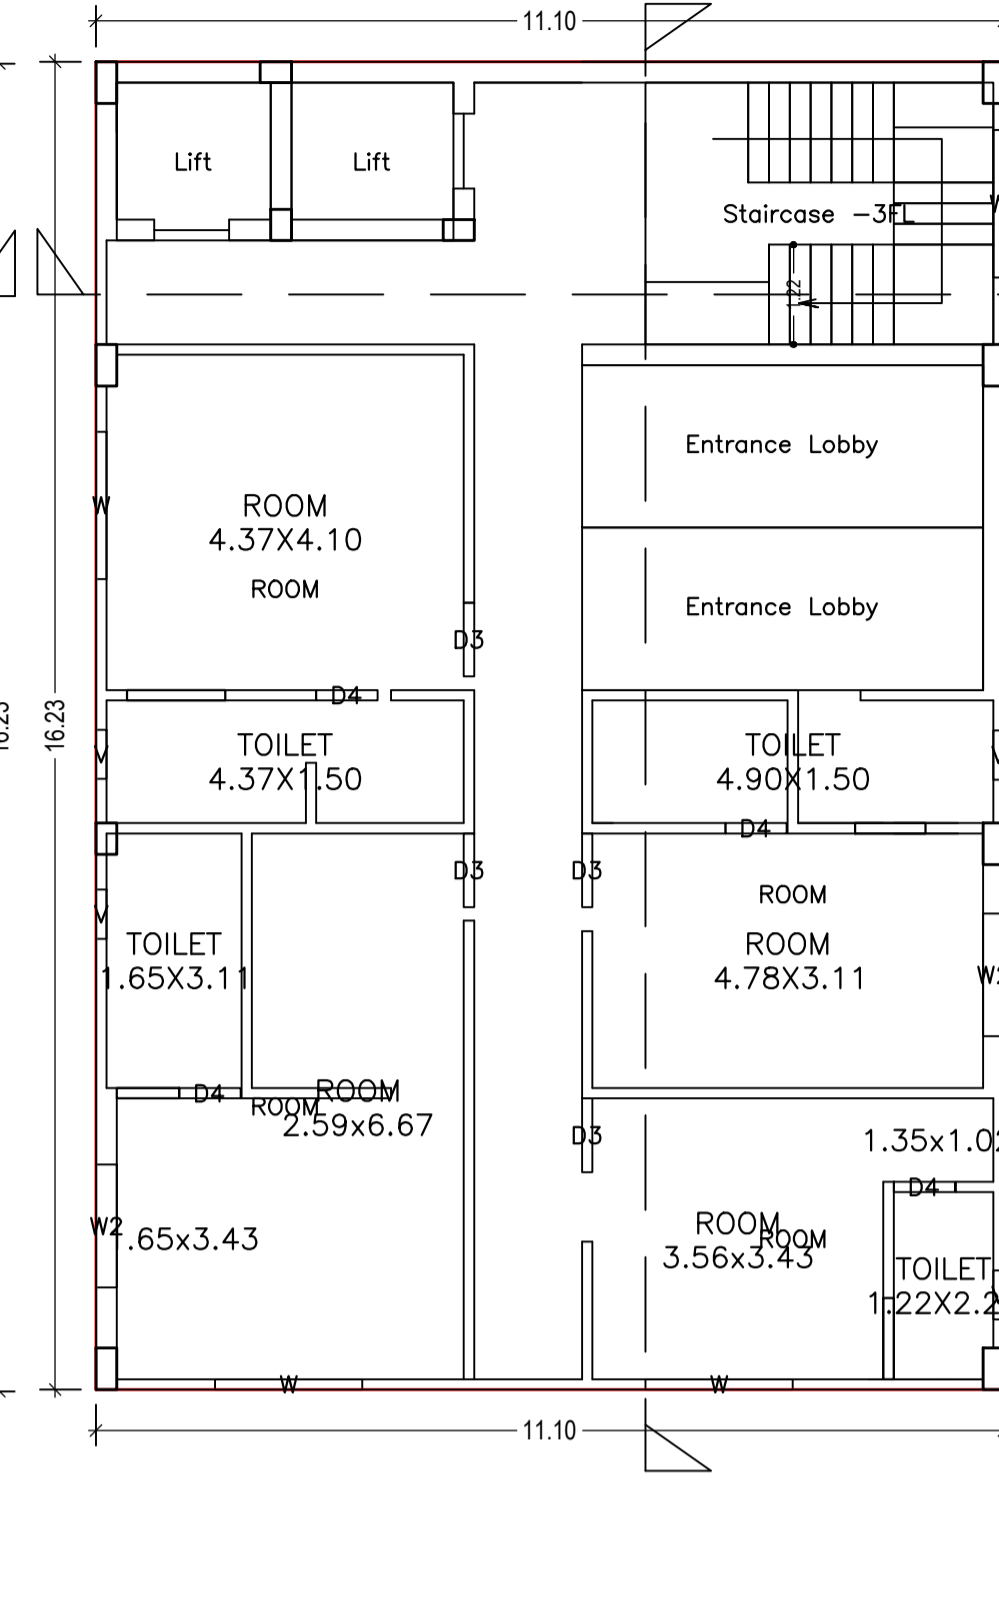 11.10
Lift
Lift
Staircase -3FL
1.22
ROOM
4.37X4.10
ROOM
W
Entrance Lobby
Entrance Lobby
D3
D4
16.23
16.23
TOILET
4.37X1.50
V
TOILET
4.90X1.50
D4
D3
D3
V
TOILET
1.65X3.11
ROOM
ROOM
4.78X3.11
W2
D4
ROOM
ROOM
2.59x6.67
D3
1.35x1.02
D4
W2
.65x3.43
ROOM
ROOM
3.56x3.43
TOILET
1.22X2.2
W
W
11.10